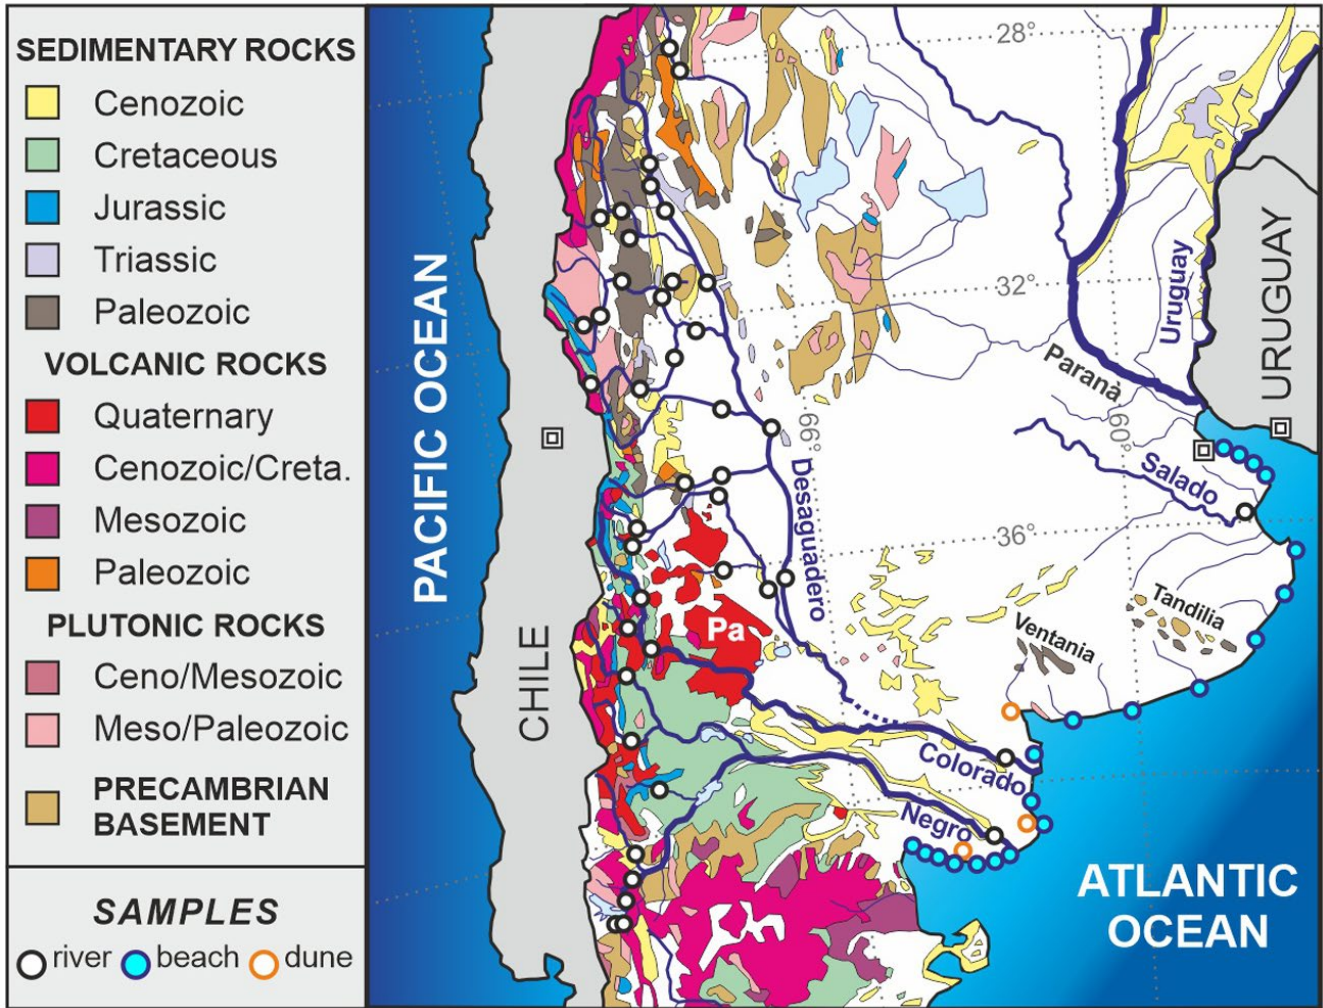 SEDIMENTARY ROCKS
Cenozoic
Cretaceous
Jurassic
Triassic
Paleozoic
VOLCANIC ROCKS
Quaternary
Cenozoic/Creta.
Mesozoic
Paleozoic
PLUTONIC ROCKS
Ceno/Mesozoic
Meso/Paleozoic
PRECAMBRIAN
BASEMENT
SAMPLES
river
beach
dune
PACIFIC OCEAN
CHILE
28°
32°
36°
66°
60°
Uruguay
URUGUAY
Paranà
Salado
Desaguadero
Pa
Tandilia
Ventania
Colorado
Negro
ATLANTIC
OCEAN